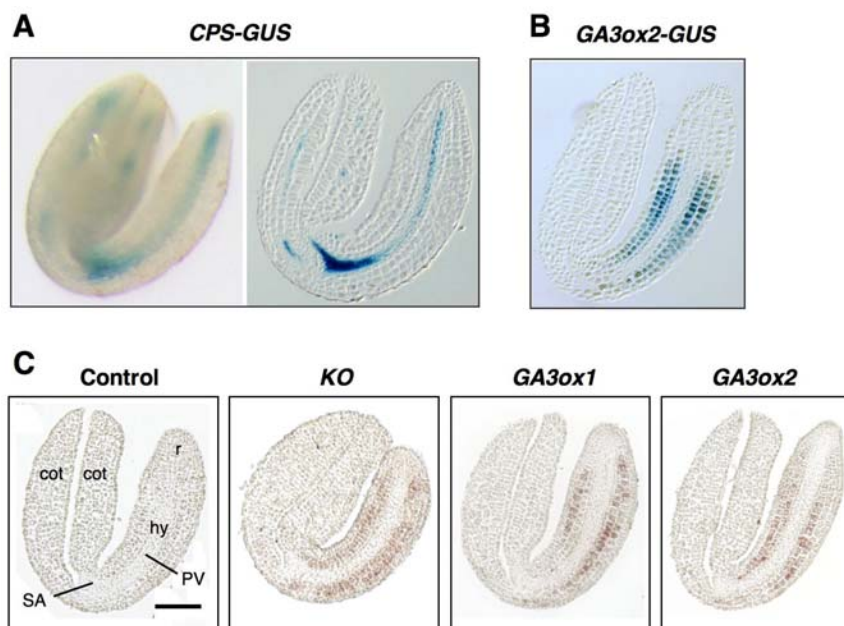 A
CPS-GUS
B
GA3ox2-GUS
C
Control
KO
GA3ox1
GA3ox2
r
cot cot
hy
PV
SA